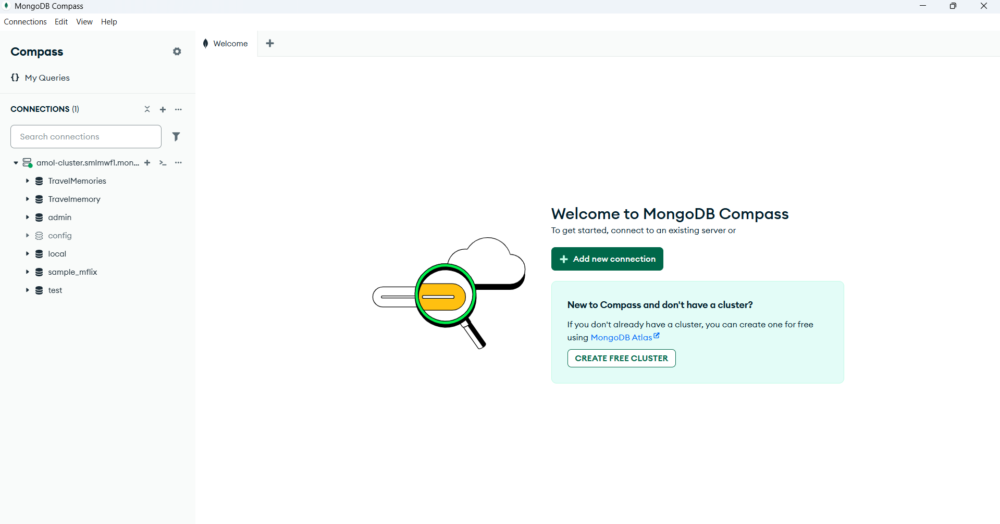 MongoDB Compass
Connections Edit View Help
Compass
Welcome
{} My Queries
CONNECTIONS (1)
Search connections
amol-cluster.smlmwfl.mon...
TravelMemories
Travelmemory
admin
config
local
sample_mflix
test
Welcome to MongoDB Compass
To get started, connect to an existing server or
Add new connection
New to Compass and don't have a cluster?
If you don't already have a cluster, you can create one for free
using MongoDB Atlas
CREATE FREE CLUSTER